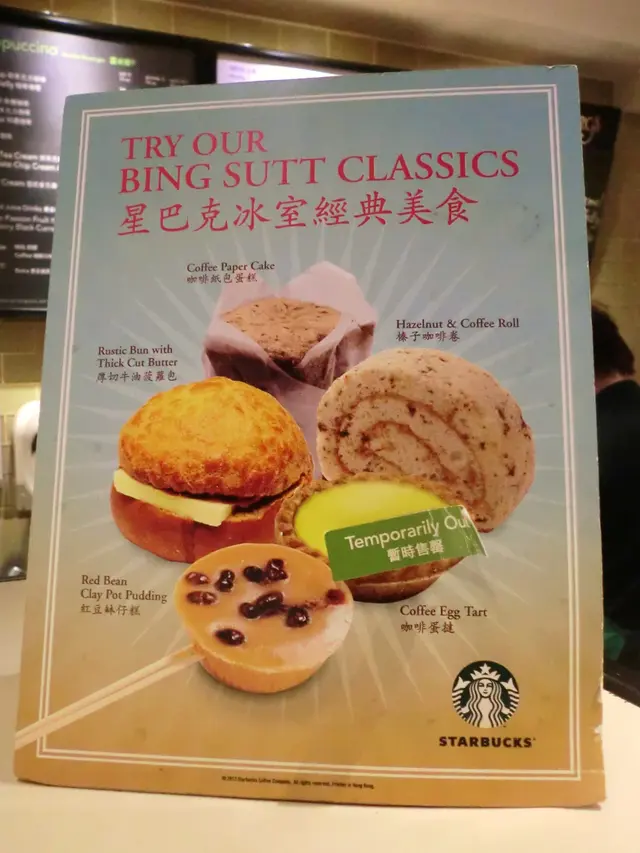 TRY OUR
BING SUTT CLASSICS
星巴克冰室經典美食
Coffee Paper Cake
咖啡紙包蛋糕
Hazelnut & Coffee Roll
榛子咖啡卷
Rustic Bun with
Thick Cut Butter
厚切牛油菠蘿包
Temporarily Ou
暫時售罄
Red Bean
Clay Pot Pudding
紅豆缽仔糕
Coffee Egg Tart
咖啡蛋撻
STARBUCKS